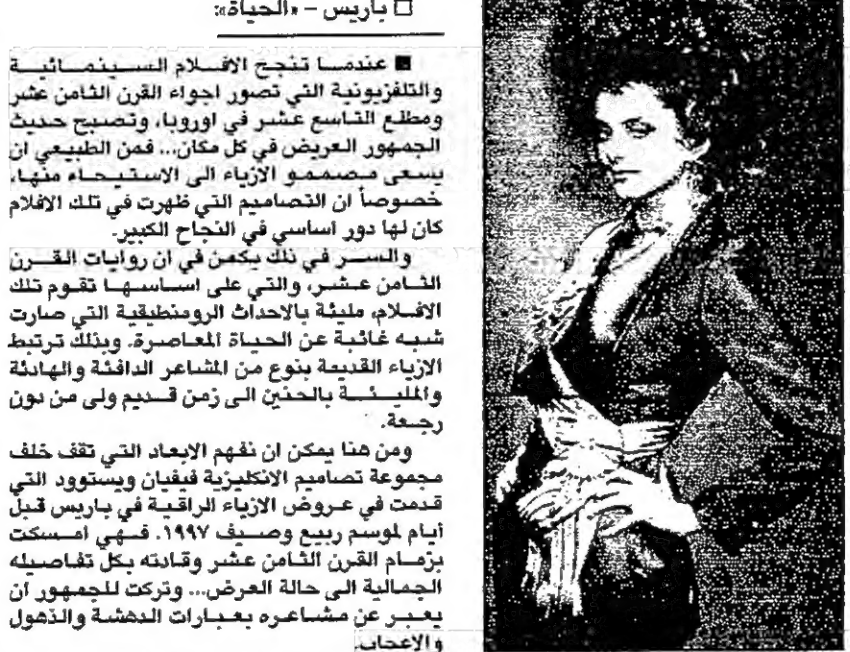 □ باريس – «الحياة»:
■ عندما تنجح الافلام السينمائية
والتلفزيونية التي تصور اجواء القرن الثامن عشر
ومطلع التاسع عشر في اوروبا، وتصبح حديث
الجمهور العريض في كل مكان... فمن الطبيعي ان
يسعى مصممو الازياء الى الاستيحاء منها،
خصوصاً ان التصاميم التي ظهرت في تلك الافلام
كان لها دور اساسي في النجاح الكبير.
والسر في ذلك يكمن في ان روايات القرن
الثامن عشر، والتي على اساسها تقوم تلك
الافلام، مليئة بالاحداث الرومنطيقية التي صارت
شبه غائبة عن الحياة المعاصرة. وبذلك ترتبط
الازياء القديمة بنوع من المشاعر الدافئة والهادئة
والمليئة بالحنين الى زمن قديم ولى من دون
رجعة.
ومن هنا يمكن ان نفهم الابعاد التي تقف خلف
مجموعة تصاميم الانكليزية فيفيان ويستوود التي
قدمت في عروض الازياء الراقية في باريس قبل
أيام لموسم ربيع وصيف ١٩٩٧. فهي امسكت
بزمام القرن الثامن عشر وقادته بكل تفاصيله
الجمالية الى حالة العرض... وتركت للجمهور ان
يعبر عن مشاعره بعبارات الدهشة والذهول
والاعجاب.